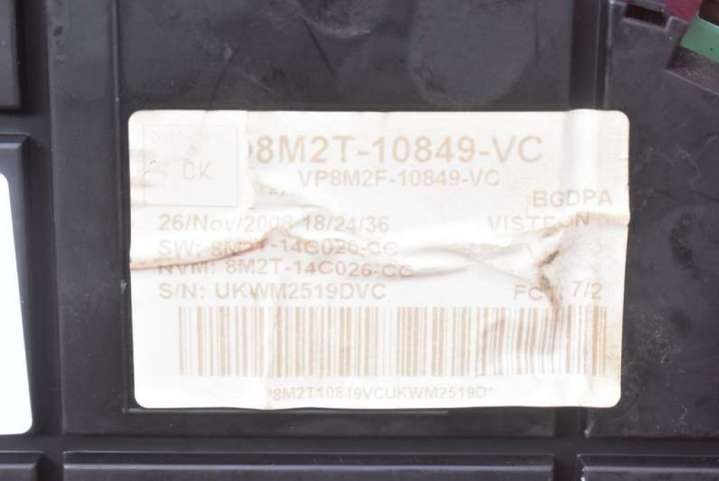 8M2T-10849-VC
CK
VP8M2F-10849-VC
BGDPA
26/Nov/2008 18/24/36 VISTEON
SW: 8M2T-14C026-CC
NVM: 8M2T-14C026-CC
S/N: UKWM2519DVC 7/2
*8M2T10849VCUKWM2519D*